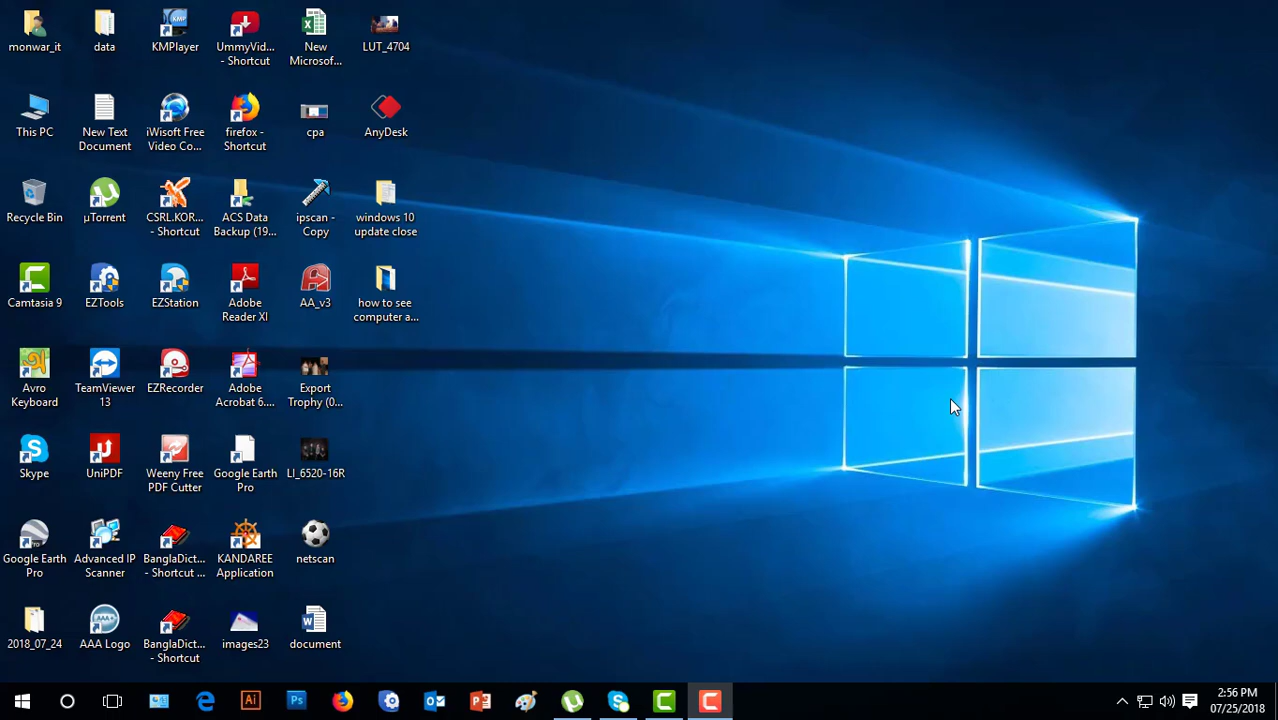 monwar_it
data
KMPlayer
UmmyVid...
- Shortcut
New
Microsof...
LUT_4704
This PC
New Text
Document
iWisoft Free
Video Co...
firefox -
Shortcut
cpa
AnyDesk
Recycle Bin
µTorrent
CSRL.KOR...
- Shortcut
ACS Data
Backup (19...
ipscan -
Copy
windows 10
update close
Camtasia 9
EZTools
EZStation
Adobe
Reader XI
AA_v3
how to see
computer a...
Avro
Keyboard
TeamViewer
13
EZRecorder
Adobe
Acrobat 6....
Export
Trophy (0...
Skype
UniPDF
Weeny Free
PDF Cutter
Google Earth
Pro
LI_6520-16R
Google Earth
Pro
Advanced IP
Scanner
BanglaDict...
- Shortcut ...
KANDAREE
Application
netscan
2018_07_24
AAA Logo
BanglaDict...
- Shortcut
images23
document
2:56 PM
07/25/2018